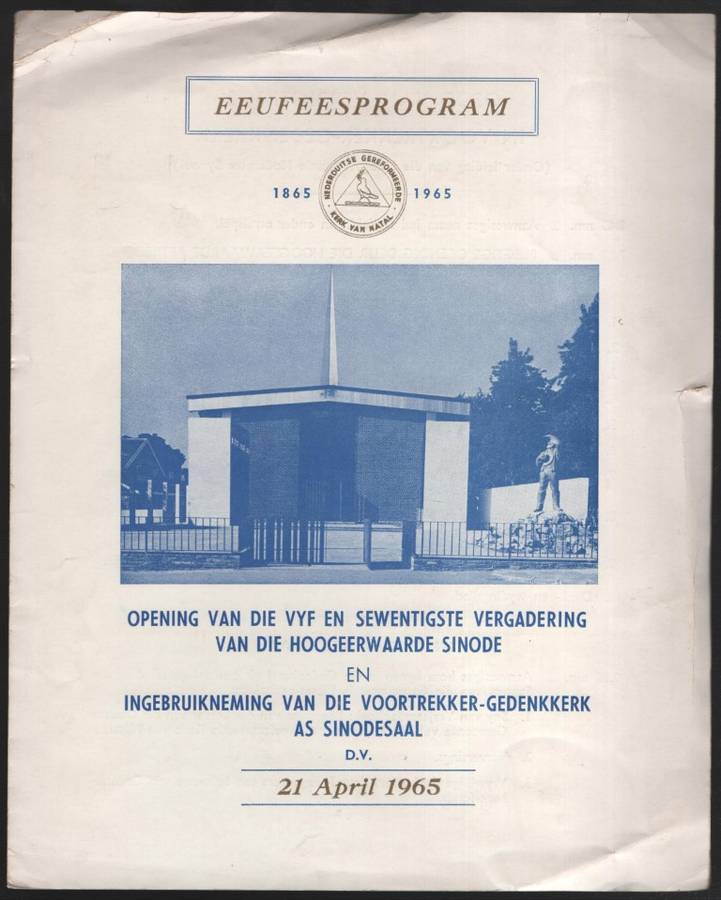 EEUFEESPROGRAM
NEDERDUITSE GEREFORMEERDE
1865 1965
KERK VAN NATAL
OPENING VAN DIE VYF EN SEWENTIGSTE VERGADERING
VAN DIE HOOGEERWAARDE SINODE
EN
INGEBRUIKNEMING VAN DIE VOORTREKKER-GEDENKKERK
AS SINODESAAL
D.V.
21 April 1965